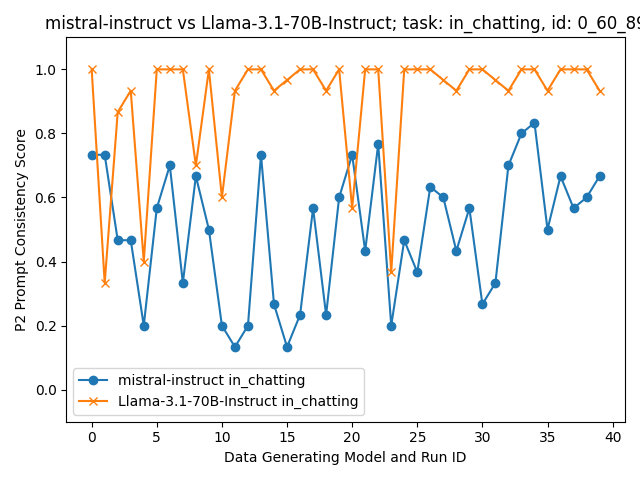 mistral-instruct vs Llama-3.1-70B-Instruct; task: in_chatting, id: 0_60_89
1.0
0.8
0.6
0.4
0.2
0.0
P2 Prompt Consistency Score
mistral-instruct in_chatting
Llama-3.1-70B-Instruct in_chatting
0 5 10 15 20 25 30 35 40
Data Generating Model and Run ID